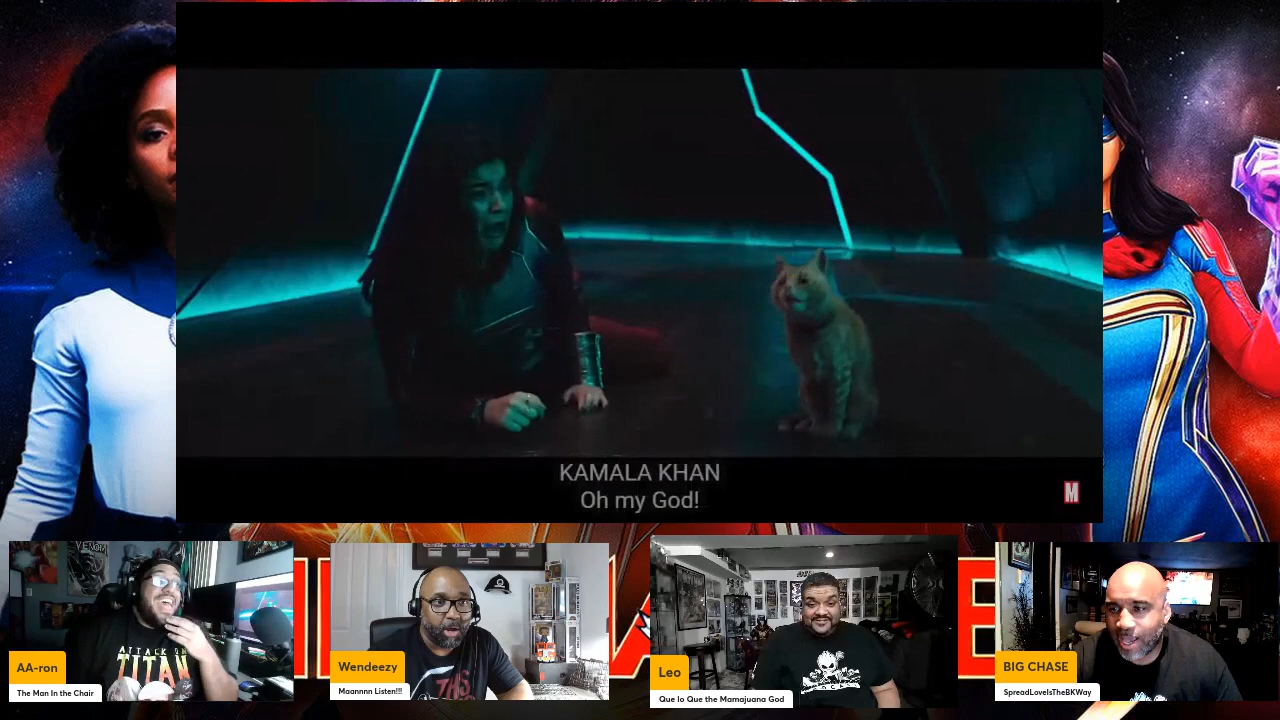 KAMALA KHAN
Oh my God!
M
VENOM
ATTACK ON
TITAN
AA-ron
The Man In the Chair
Wendeezy
Maannnn Listen!!!
Leo
Que lo Que the Mamajuana God
BIG CHASE
SpreadLoveIsTheBKWay